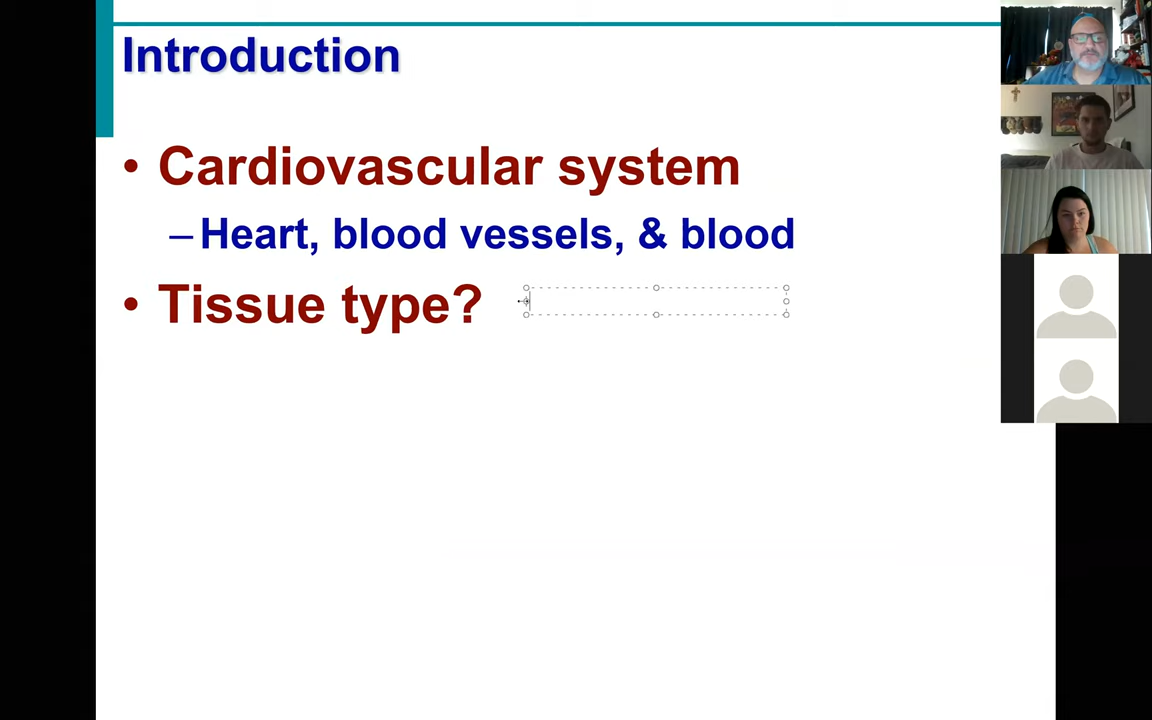 Introduction
• Cardiovascular system
– Heart, blood vessels, & blood
• Tissue type?